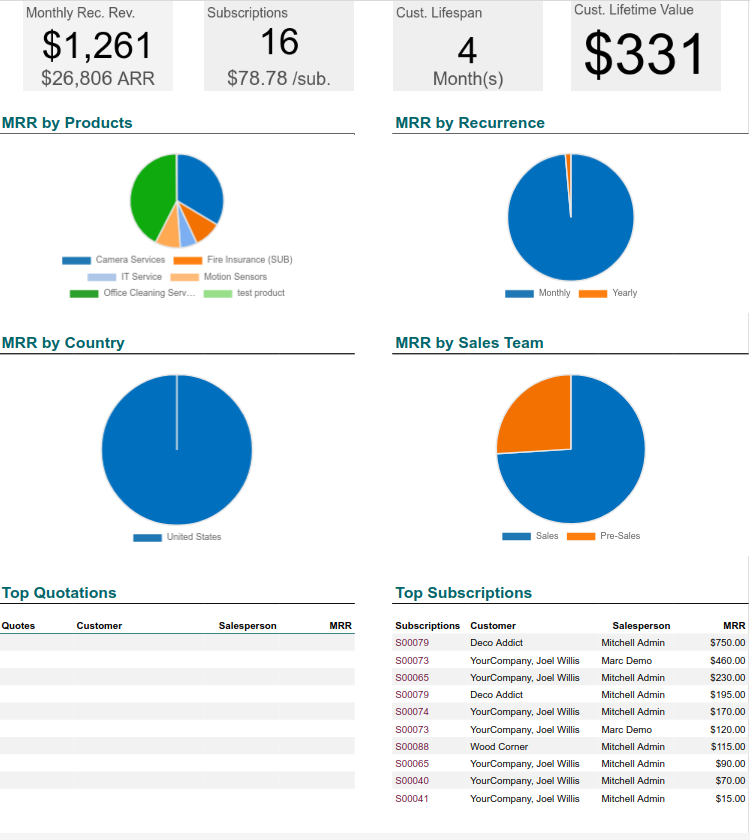 Monthly Rec. Rev. Subscriptions Cust. Lifespan Cust. Lifetime Value
$1,261 16 4 $331
$26,806 ARR $78.78 /sub. Month(s)
MRR by Products MRR by Recurrence
Camera Services Fire Insurance (SUB)
IT Service Motion Sensors
Office Cleaning Serv... test product
Monthly Yearly
MRR by Country MRR by Sales Team
United States
Sales Pre-Sales
Top Quotations
Quotes Customer Salesperson MRR
Top Subscriptions
Subscriptions Customer Salesperson MRR
S00079 Deco Addict Mitchell Admin $750.00
S00073 YourCompany, Joel Willis Marc Demo $460.00
S00065 YourCompany, Joel Willis Mitchell Admin $230.00
S00079 Deco Addict Mitchell Admin $195.00
S00074 YourCompany, Joel Willis Mitchell Admin $170.00
S00073 YourCompany, Joel Willis Marc Demo $120.00
S00088 Wood Corner Mitchell Admin $115.00
S00065 YourCompany, Joel Willis Mitchell Admin $90.00
S00040 YourCompany, Joel Willis Mitchell Admin $70.00
S00041 YourCompany, Joel Willis Mitchell Admin $15.00